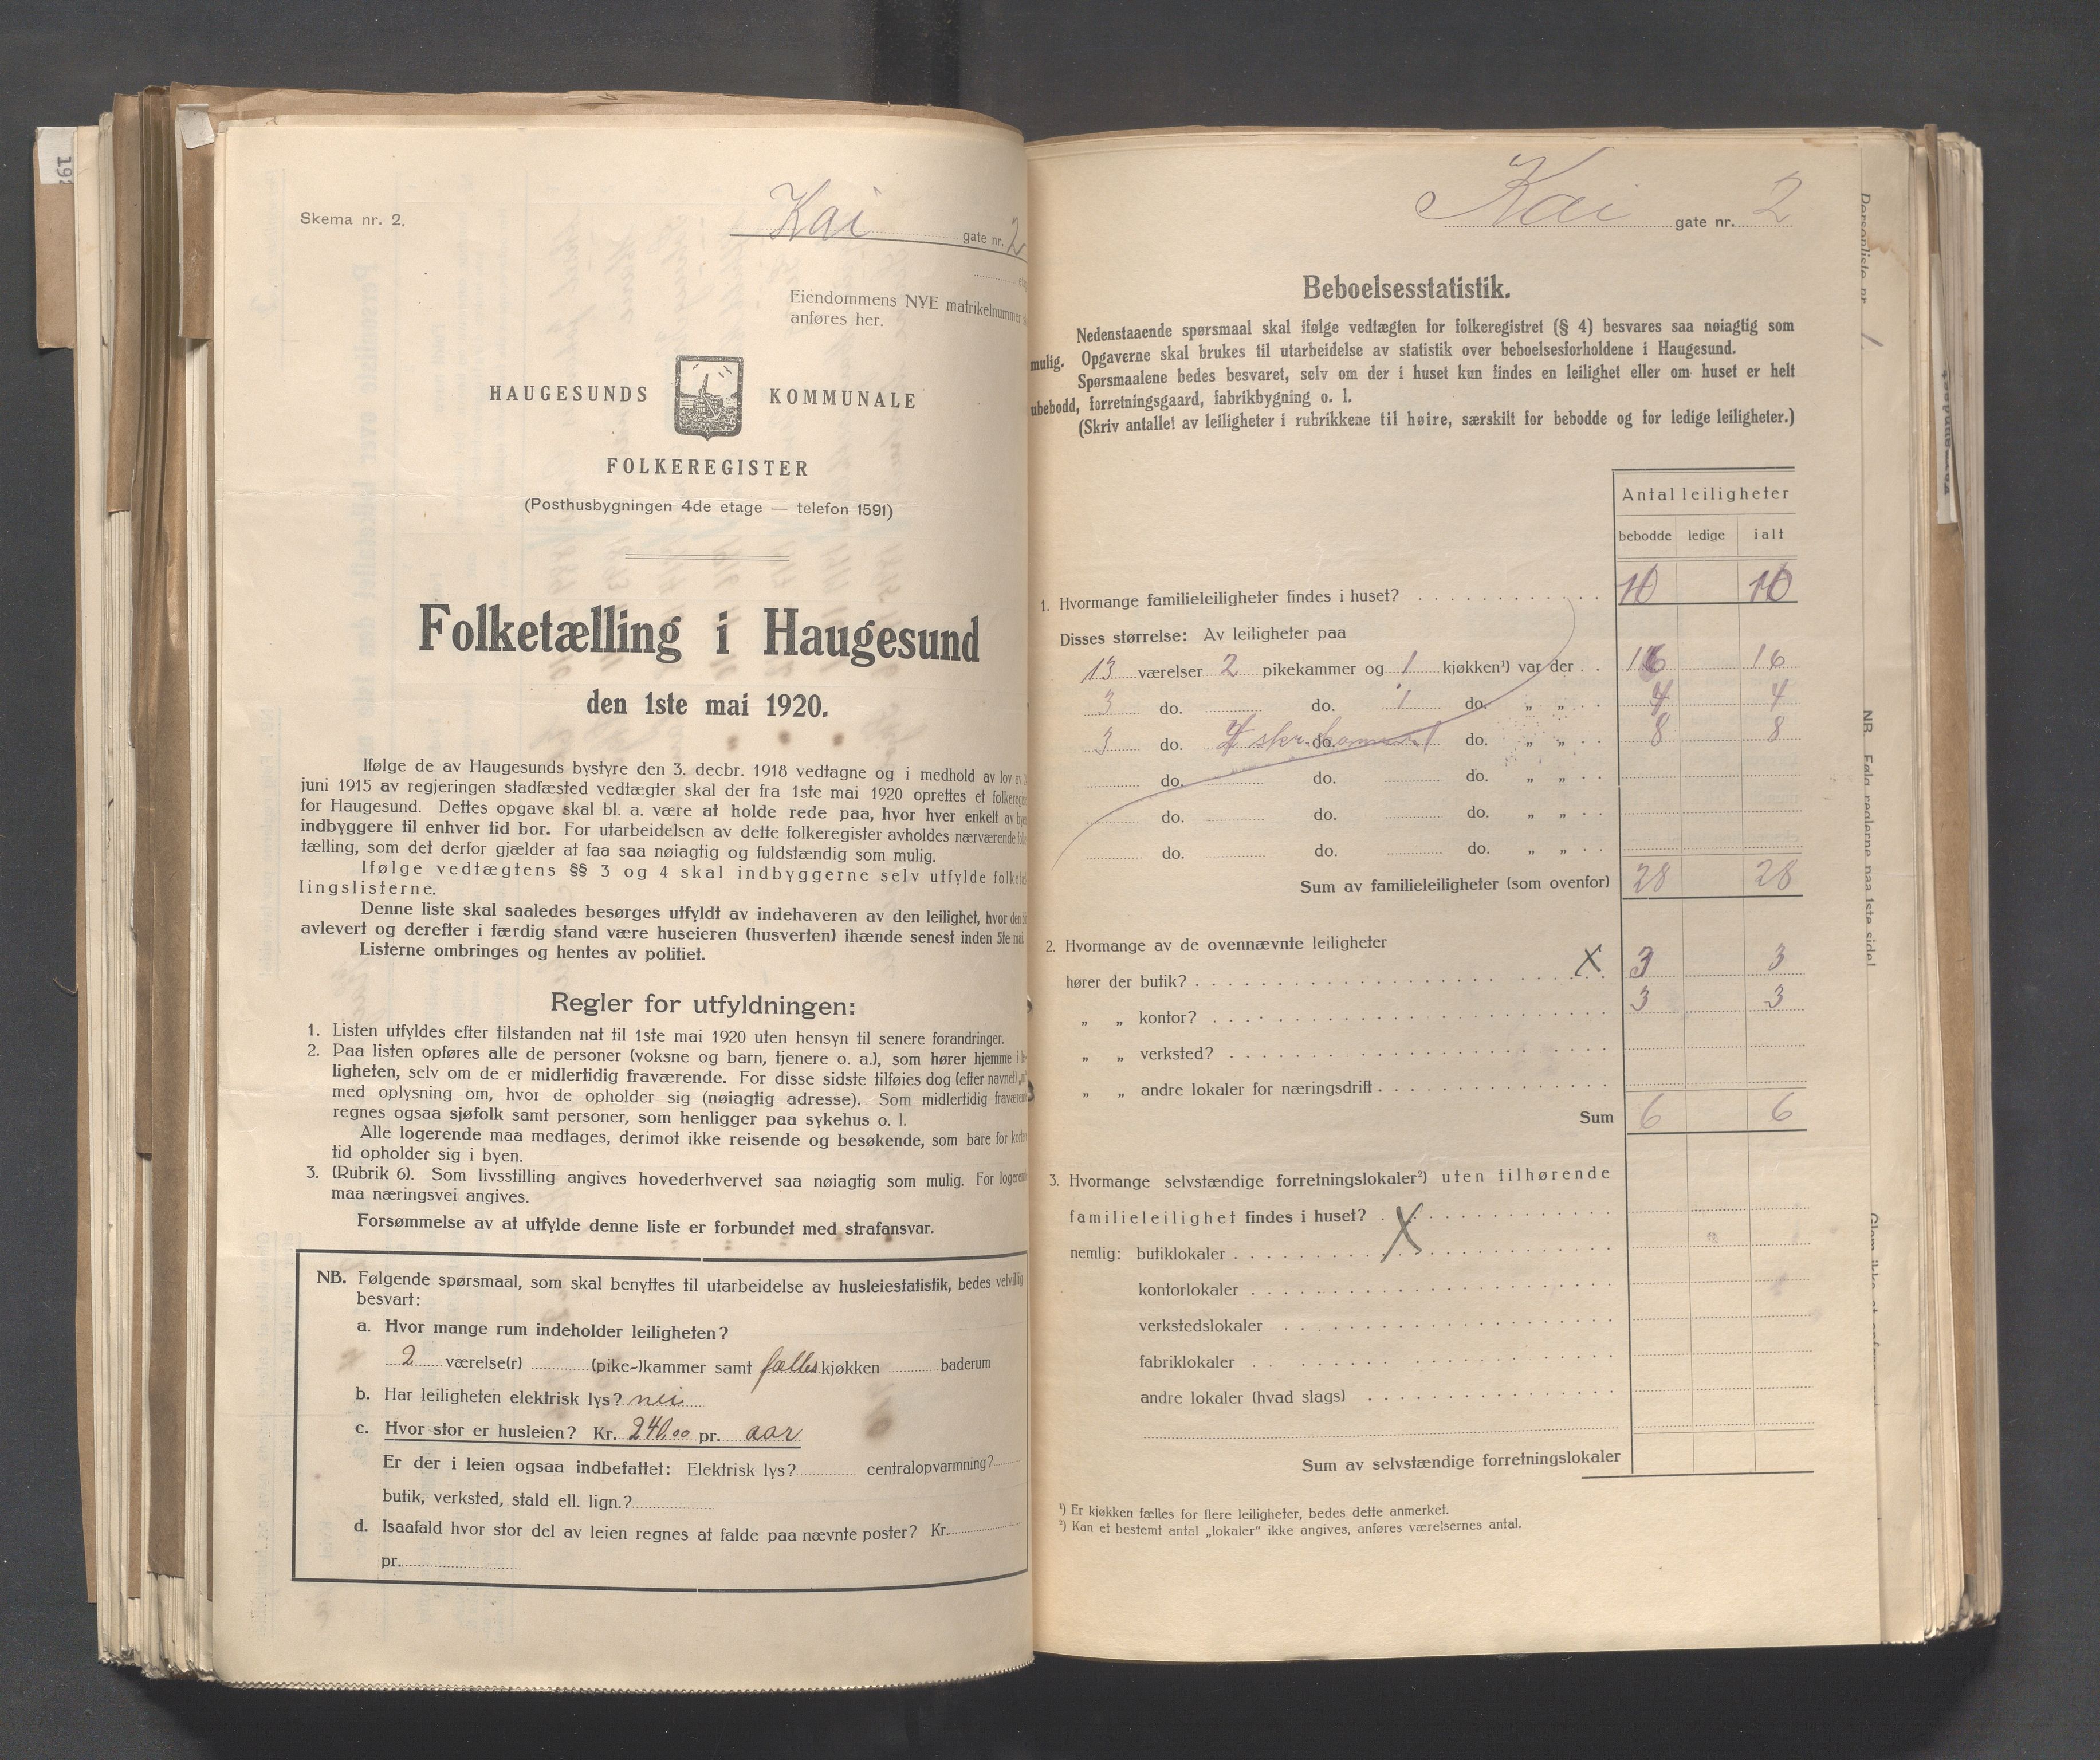 Skema nr. 2.
Kai gate nr. 2
Eiendommens NYE matrikelnummer
anføres her.
HAUGESUNDS KOMMUNALE
FOLKEREGISTER
(Posthusbygningen 4de etage — telefon 1591)
Folketælling i Haugesund
den 1ste mai 1920.
Ifølge de av Haugesunds bystyre den 3. decbr. 1918 vedtagne og i medhold av lov av
juni 1915 av regjeringen stadfæsted vedtægter skal der fra 1ste mai 1920 oprettes et folkereg
for Haugesund. Dettes opgave skal bl. a. være at holde rede paa, hvor hver enkelt av byen
indbyggere til enhver tid bor. For utarbeidelsen av dette folkeregister avholdes nærværende folke
tælling, som det derfor gjælder at faa saa nøiagtig og fuldstændig som mulig.
Ifølge vedtægtens §§ 3 og 4 skal indbyggerne selv utfylde folketæl
lingslisterne.
Denne liste skal saaledes besørges utfyldt av indehaveren av den leilighet, hvor den bli
avlevert og derefter i færdig stand være huseieren (husverten) ihænde senest inden 5te mai.
Listerne ombringes og hentes av politiet.
Regler for utfyldningen:
1. Listen utfyldes efter tilstanden nat til 1ste mai 1920 uten hensyn til senere forandringer.
2. Paa listen opføres alle de personer (voksne og barn, tjenere o. a.), som hører hjemme i lei
ligheten, selv om de er midlertidig fraværende. For disse sidste tilføies dog (efter navnet) „mf“
med oplysning om, hvor de opholder sig (nøiagtig adresse). Som midlertidig fraværend
regnes ogsaa sjøfolk samt personer, som henligger paa sykehus o. l.
Alle logerende maa medtages, derimot ikke reisende og besøkende, som bare for kortere
tid opholder sig i byen.
3. (Rubrik 6). Som livsstilling angives hovederhvervet saa nøiagtig som mulig. For logerende
maa næringsvei angives.
Forsømmelse av at utfylde denne liste er forbundet med strafansvar.
NB. Følgende spørsmaal, som skal benyttes til utarbeidelse av husleiestatistik, bedes velvillig
besvart:
a. Hvor mange rum indeholder leiligheten?
2 værelse(r) (pike-)kammer samt fælles kjøkken baderum
b. Har leiligheten elektrisk lys? nei
c. Hvor stor er husleien? Kr. 240.00 pr. aar
Er der i leien ogsaa indbefattet: Elektrisk lys? centralopvarmning?
butik, verksted, stald ell. lign.?
d. Isaafald hvor stor del av leien regnes at falde paa nævnte poster? Kr.
pr.
Kai gate nr. 2
Beboelsesstatistik.
Nedenstaaende spørsmaal skal ifølge vedtægten for folkeregistret (§ 4) besvares saa nøiagtig som
mulig. Opgaverne skal brukes til utarbeidelse av statistik over beboelsesforholdene i Haugesund.
Spørsmaalene bedes besvaret, selv om der i huset kun findes en leilighet eller om huset er helt
ubebodd, forretningsgaard, fabrikbygning o. l.
(Skriv antallet av leiligheter i rubrikkene til høire, særskilt for bebodde og for ledige leiligheter.)
Antal leiligheter
bebodde ledige ialt
1. Hvormange familieleiligheter findes i huset? 10 10
Disses størrelse: Av leiligheter paa
13 værelser 2 pikekammer og 1 kjøkken¹) var der 16 16
3 do. do. 1 do. „ „ 4 4
3 do. do. 1 do. „ „ 8 8
do. do. do. „ „
do. do. do. „ „
do. do. do. „ „
Sum av familieleiligheter (som ovenfor) 28 28
2. Hvormange av de ovennævnte leiligheter
hører der butik? X 3 3
„ „ kontor? 3 3
„ „ verksted?
„ „ andre lokaler for næringsdrift
Sum 6 6
3. Hvormange selvstændige forretningslokaler²) uten tilhørende
familieleilighet findes i huset? X
nemlig: butiklokaler
kontorlokaler
verkstedslokaler
fabriklokaler
andre lokaler (hvad slags)
Sum av selvstændige forretningslokaler
¹) Er kjøkken fælles for flere leiligheter, bedes dette anmerket.
²) Kan et bestemt antal „lokaler“ ikke angives, anføres værelsernes antal.
Personliste nr. 1
NB. Følg reglerne paa 1ste side!